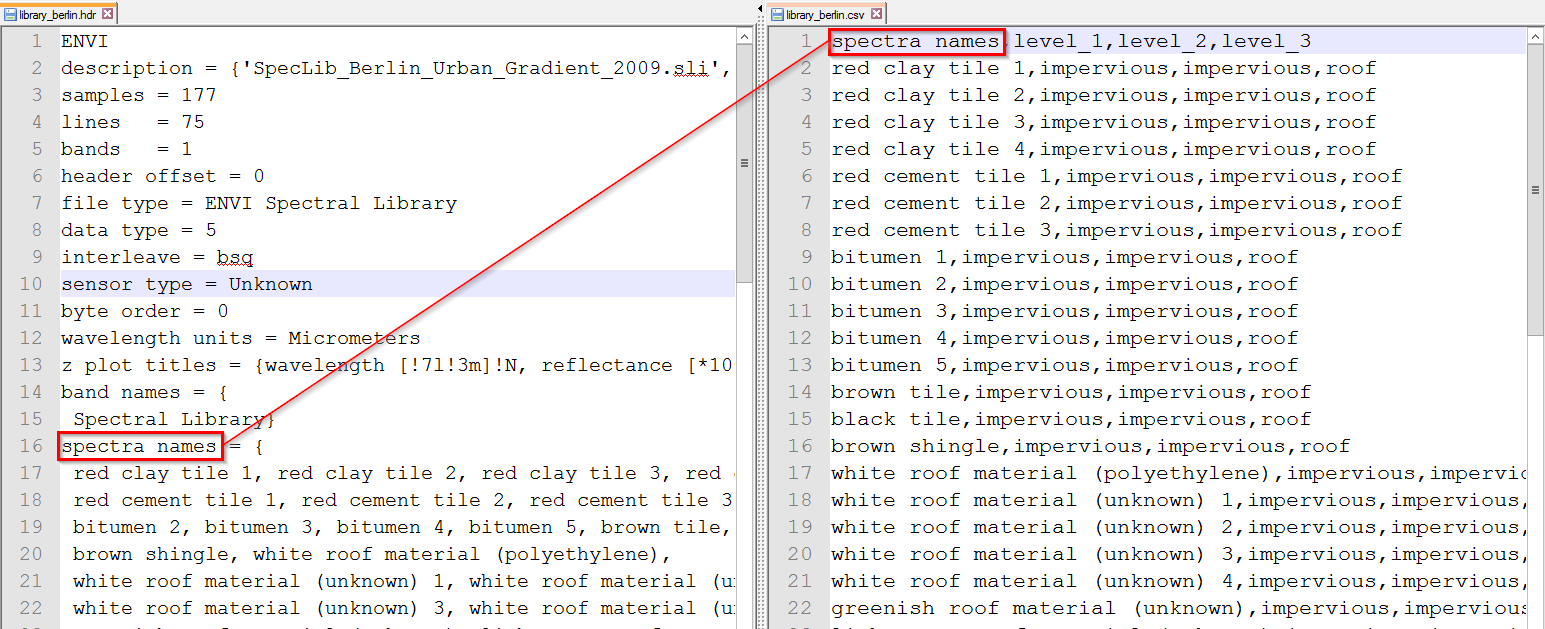 library_berlin.hdr
1 ENVI
2 description = {'SpecLib_Berlin_Urban_Gradient_2009.sli',
3 samples = 177
4 lines   = 75
5 bands   = 1
6 header offset = 0
7 file type = ENVI Spectral Library
8 data type = 5
9 interleave = bsq
10 sensor type = Unknown
11 byte order = 0
12 wavelength units = Micrometers
13 z plot titles = {wavelength [!7l!3m]!N, reflectance [*10
14 band names = {
15 Spectral Library}
16 spectra names = {
17 red clay tile 1, red clay tile 2, red clay tile 3, red
18 red cement tile 1, red cement tile 2, red cement tile 3
19 bitumen 2, bitumen 3, bitumen 4, bitumen 5, brown tile,
20 brown shingle, white roof material (polyethylene),
21 white roof material (unknown) 1, white roof material (u
22 white roof material (unknown) 3, white roof material (u
library_berlin.csv
1 spectra names level_1,level_2,level_3
2 red clay tile 1,impervious,impervious,roof
3 red clay tile 2,impervious,impervious,roof
4 red clay tile 3,impervious,impervious,roof
5 red clay tile 4,impervious,impervious,roof
6 red cement tile 1,impervious,impervious,roof
7 red cement tile 2,impervious,impervious,roof
8 red cement tile 3,impervious,impervious,roof
9 bitumen 1,impervious,impervious,roof
10 bitumen 2,impervious,impervious,roof
11 bitumen 3,impervious,impervious,roof
12 bitumen 4,impervious,impervious,roof
13 bitumen 5,impervious,impervious,roof
14 brown tile,impervious,impervious,roof
15 black tile,impervious,impervious,roof
16 brown shingle,impervious,impervious,roof
17 white roof material (polyethylene),impervious,impervic
18 white roof material (unknown) 1,impervious,impervious,
19 white roof material (unknown) 2,impervious,impervious,
20 white roof material (unknown) 3,impervious,impervious,
21 white roof material (unknown) 4,impervious,impervious,
22 greenish roof material (unknown),impervious,impervious